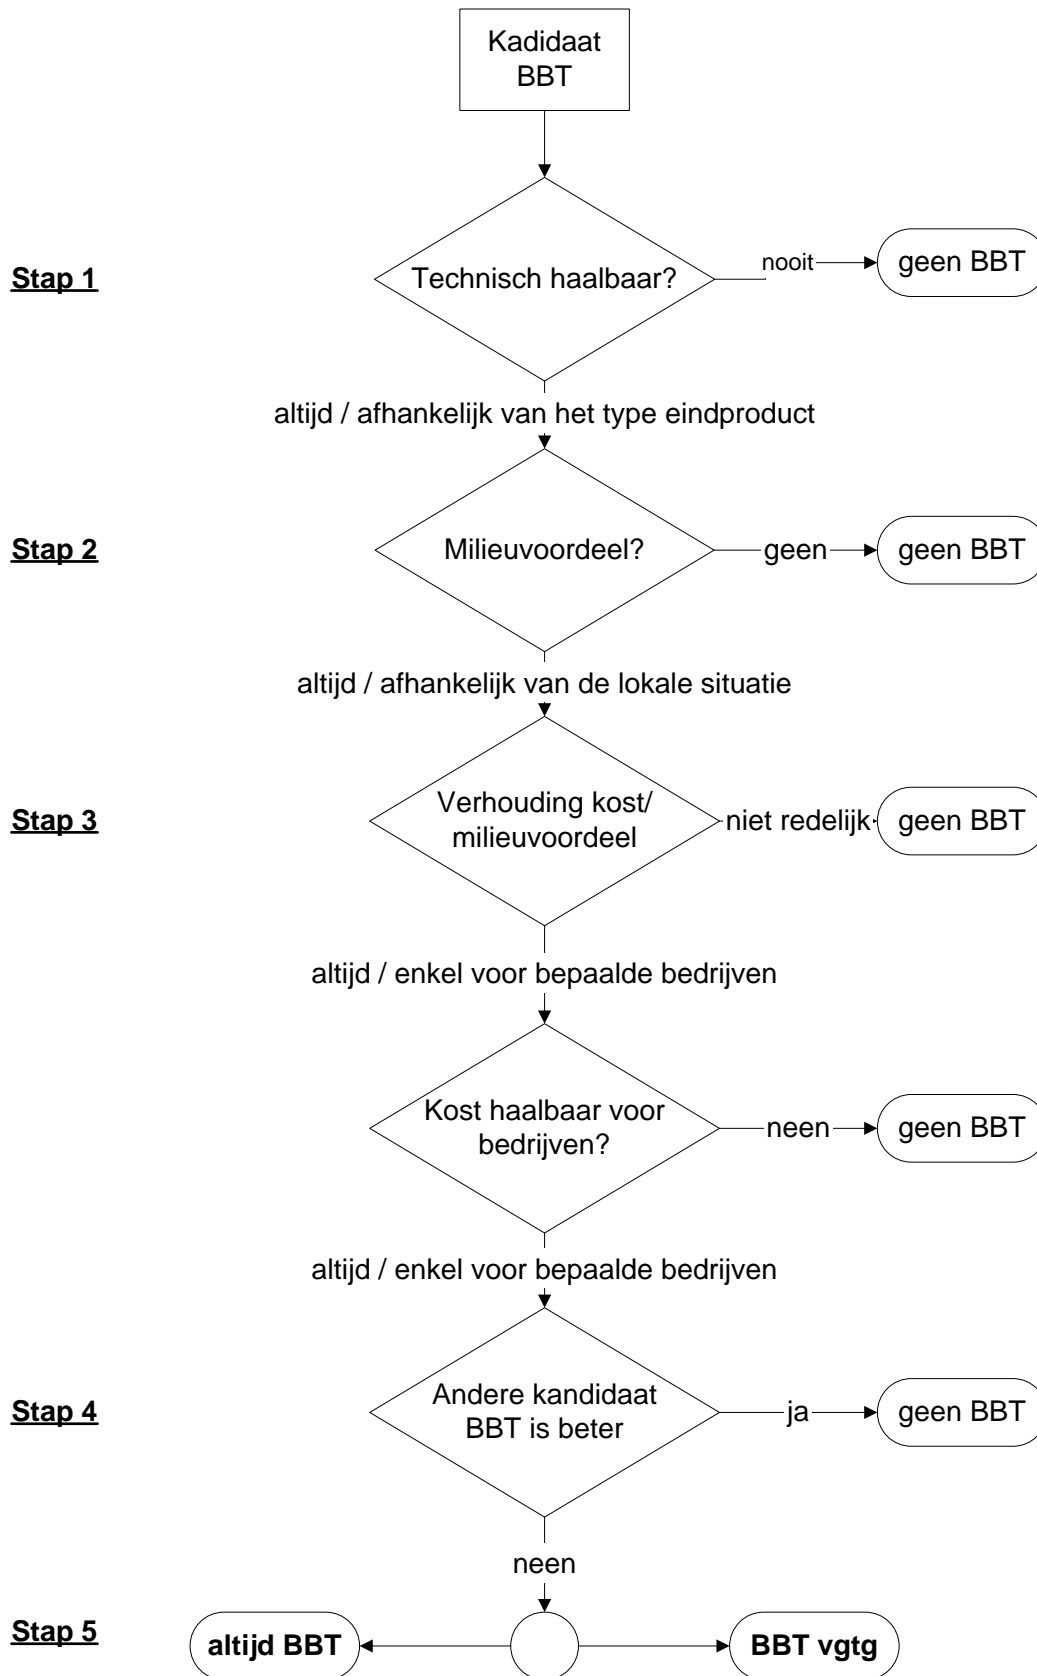 Kadidaat
BBT
Stap 1
Technisch haalbaar?
nooit
geen BBT
altijd / afhankelijk van het type eindproduct
Stap 2
Milieuvoordeel?
geen
geen BBT
altijd / afhankelijk van de lokale situatie
Stap 3
Verhouding kost/
milieuvoordeel
niet redelijk
geen BBT
altijd / enkel voor bepaalde bedrijven
Kost haalbaar voor
bedrijven?
neen
geen BBT
altijd / enkel voor bepaalde bedrijven
Stap 4
Andere kandidaat
BBT is beter
ja
geen BBT
neen
Stap 5
altijd BBT
BBT vgtg